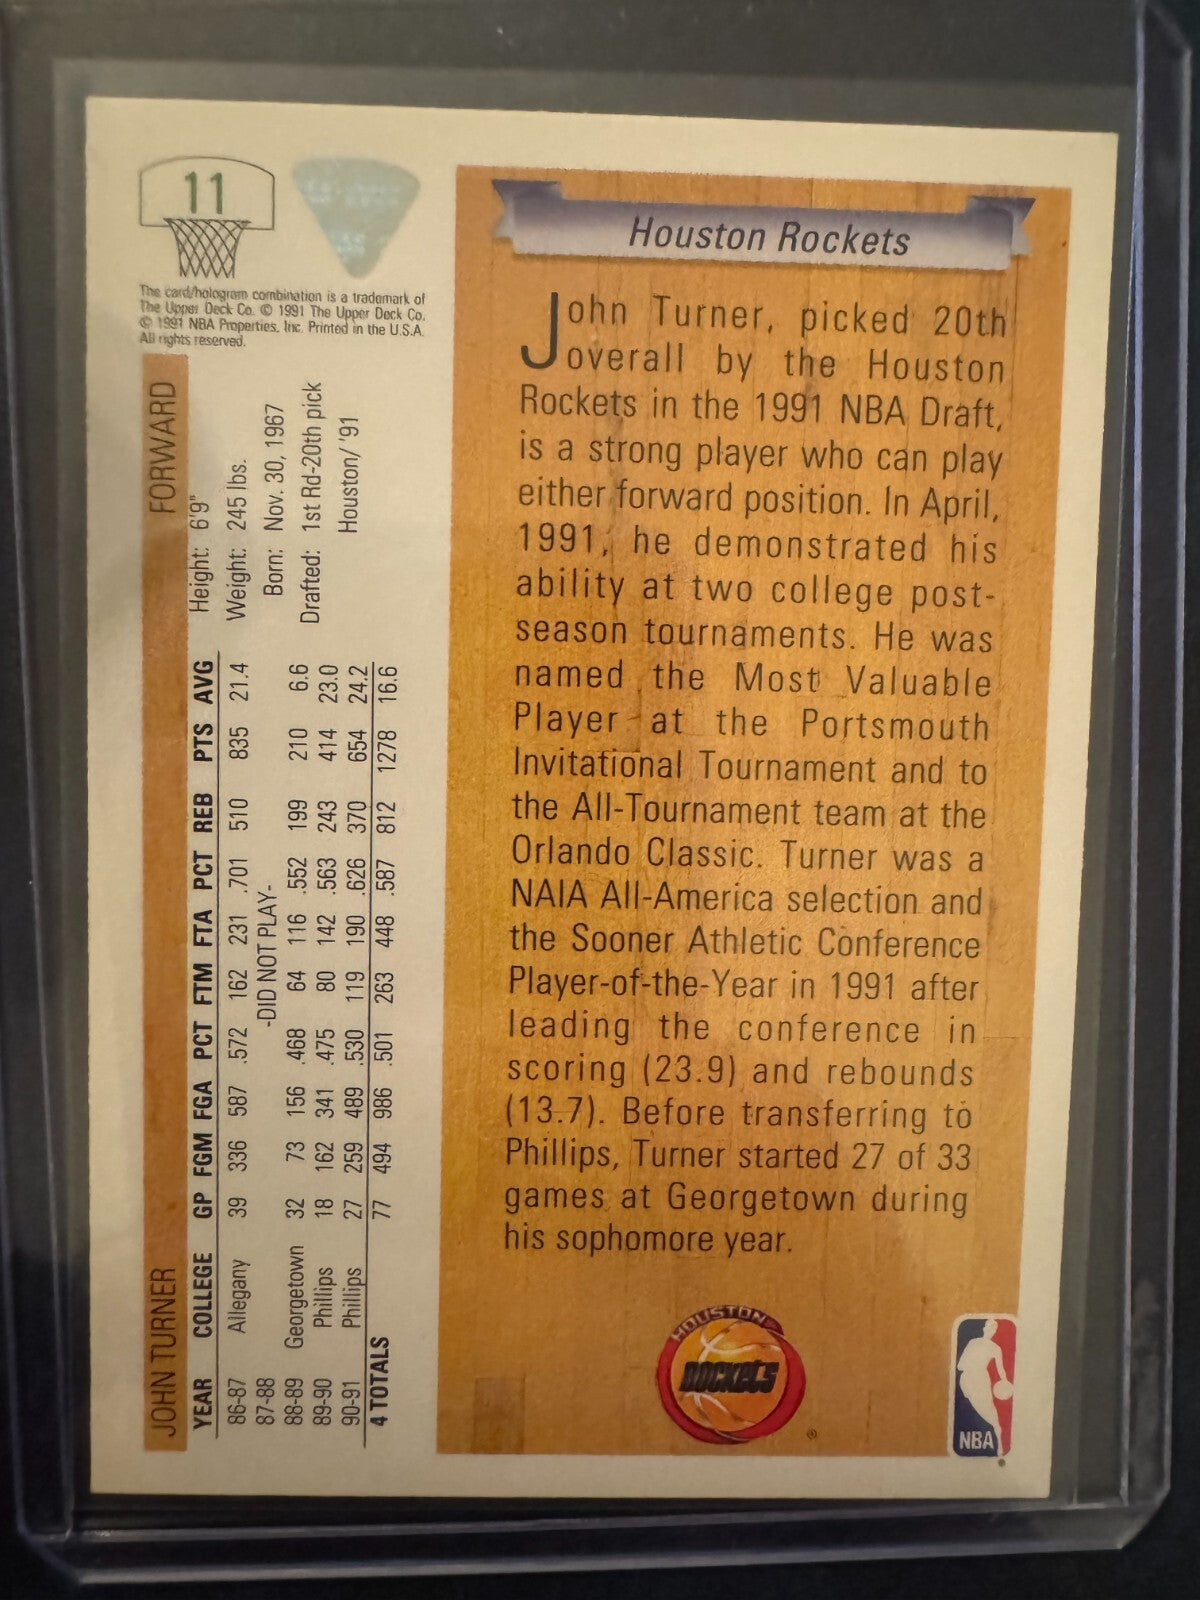 11
The card/hologram combination is a trademark of
The Upper Deck Co. © 1991 The Upper Deck Co.
© 1991 NBA Properties, Inc. Printed in the U.S.A.
All rights reserved.
JOHN TURNER FORWARD
Height: 6'9"
Weight: 245 lbs.
Born: Nov. 30, 1967
Drafted: 1st Rd-20th pick
Houston/ '91
YEAR COLLEGE GP FGM FGA PCT FTM FTA PCT REB PTS AVG
86-87 Allegany 39 336 587 .572 162 231 .701 510 835 21.4
87-88 -DID NOT PLAY-
88-89 Georgetown 32 73 156 .468 64 116 .552 199 210 6.6
89-90 Phillips 18 162 341 .475 80 142 .563 243 414 23.0
90-91 Phillips 27 259 489 .530 119 190 .626 370 654 24.2
4 TOTALS 77 494 986 .501 263 448 .587 812 1278 16.6
Houston Rockets
John Turner, picked 20th
overall by the Houston
Rockets in the 1991 NBA Draft,
is a strong player who can play
either forward position. In April,
1991, he demonstrated his
ability at two college post-
season tournaments. He was
named the Most Valuable
Player at the Portsmouth
Invitational Tournament and to
the All-Tournament team at the
Orlando Classic. Turner was a
NAIA All-America selection and
the Sooner Athletic Conference
Player-of-the-Year in 1991 after
leading the conference in
scoring (23.9) and rebounds
(13.7). Before transferring to
Phillips, Turner started 27 of 33
games at Georgetown during
his sophomore year.
HOUSTON
ROCKETS
®
NBA